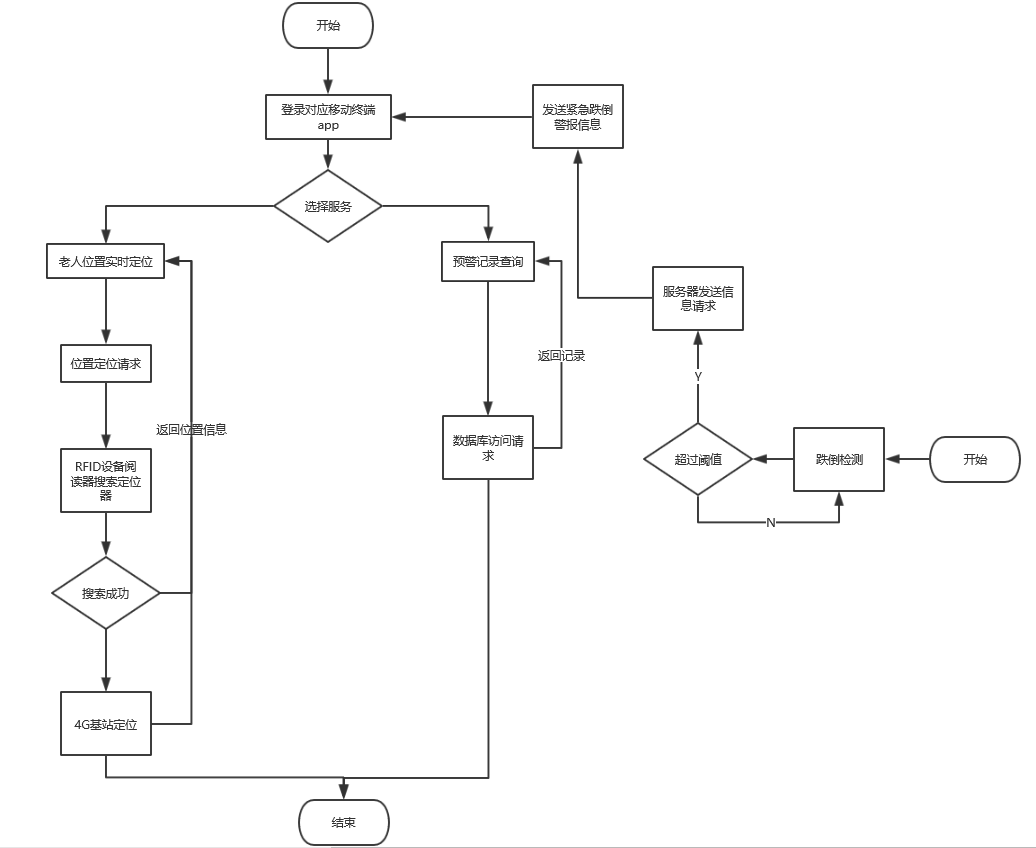 开始
登录对应移动终端
app
发送紧急跌倒
警报信息
选择服务
老人位置实时定位
预警记录查询
服务器发送信
息请求
位置定位请求
返回记录
Y
返回位置信息
数据库访问请
求
超过阈值
跌倒检测
开始
RFID设备阅
读器搜索定位
器
N
搜索成功
4G基站定位
结束